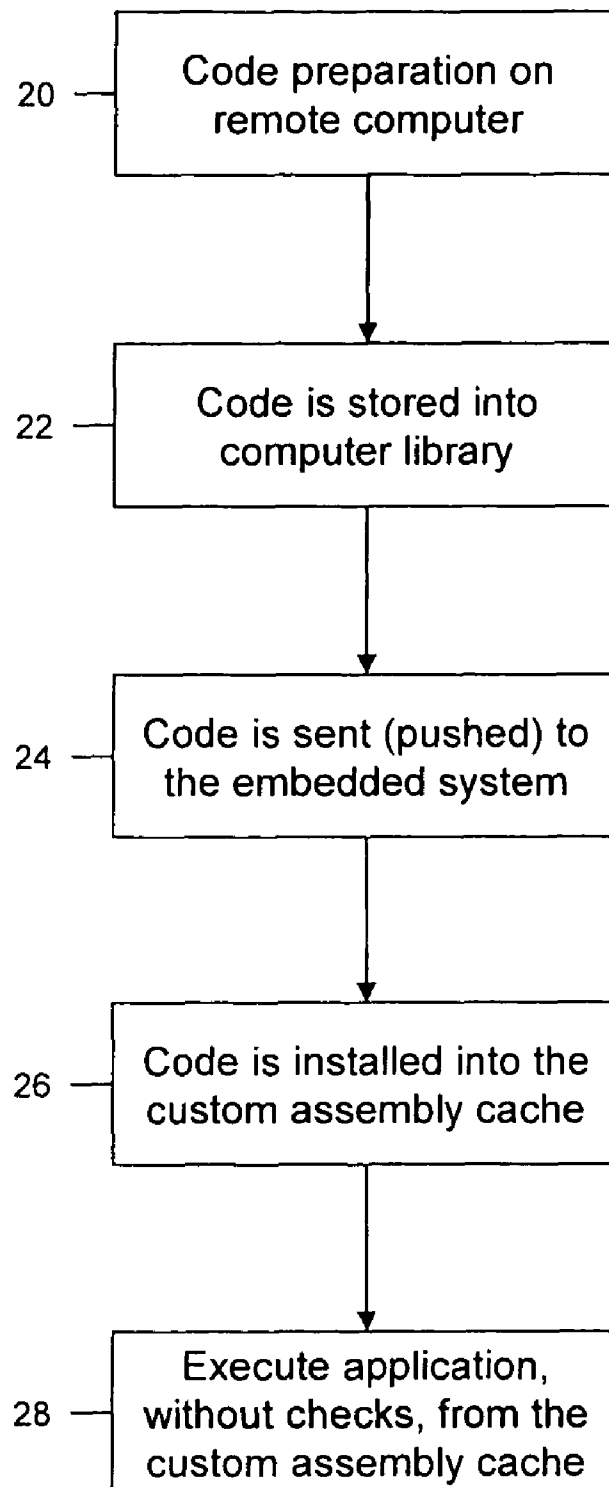 20
Code preparation on
remote computer
22
Code is stored into
computer library
24
Code is sent (pushed) to
the embedded system
26
Code is installed into the
custom assembly cache
28
Execute application,
without checks, from the
custom assembly cache